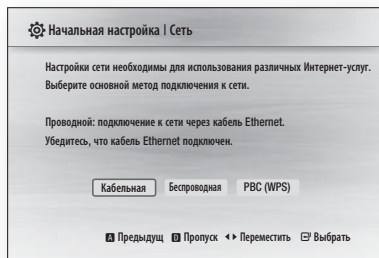 Начальная настройка | Сеть
Настройки сети необходимы для использования различных Интернет-услуг.
Выберите основной метод подключения к сети.
Проводной: подключение к сети через кабель Ethernet.
Убедитесь, что кабель Ethernet подключен.
Кабельная Беспроводная PBC (WPS)
A Предыдущ D Пропуск Переместить Выбрать